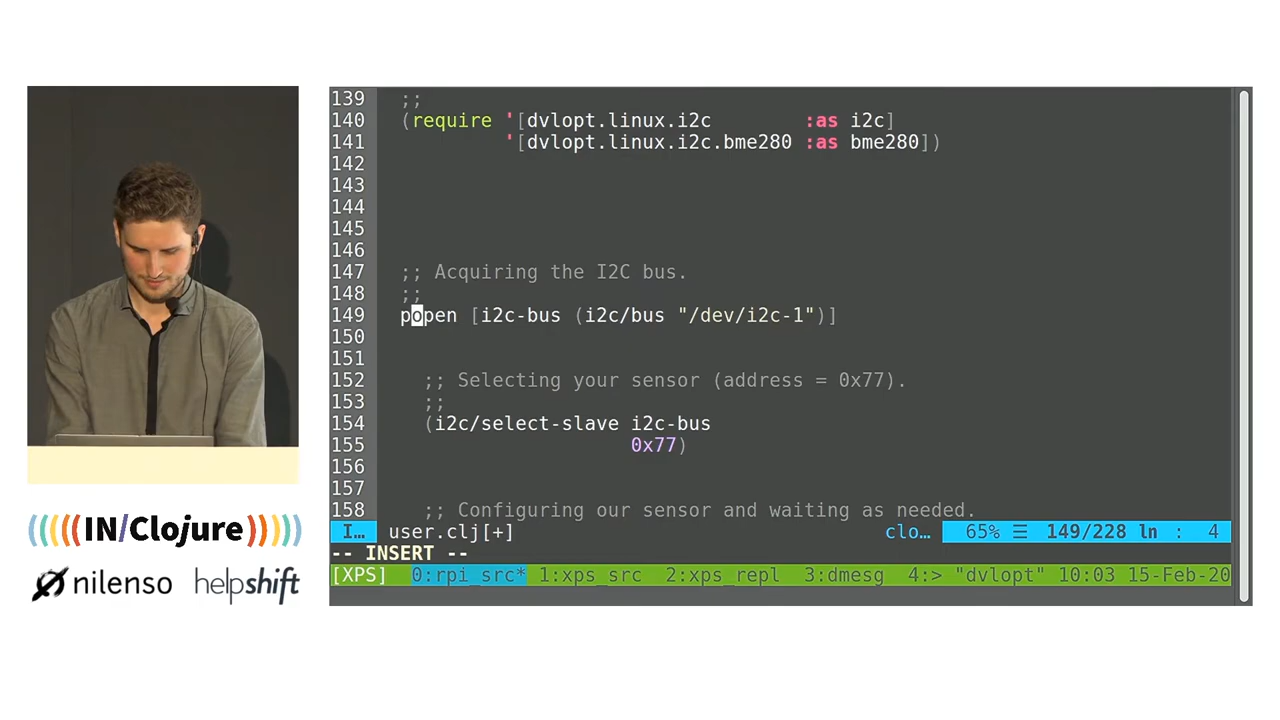 139 ;;
140 (require '[dvlopt.linux.i2c :as i2c]
141 '[dvlopt.linux.i2c.bme280 :as bme280])
142
143
144
145
146
147 ;; Acquiring the I2C bus.
148 ;;
149 popen [i2c-bus (i2c/bus "/dev/i2c-1")]
150
151
152 ;; Selecting your sensor (address = 0x77).
153 ;;
154 (i2c/select-slave i2c-bus
155 0x77)
156
157
158 ;; Configuring our sensor and waiting as needed.
I… user.clj[+] clo… 65% ☰ 149/228 ln : 4
-- INSERT --
[XPS] 0:rpi_src* 1:xps_src 2:xps_repl 3:dmesg 4:> "dvlopt" 10:03 15-Feb-20
(((((IN/Clojure)))))
nilenso helpshift